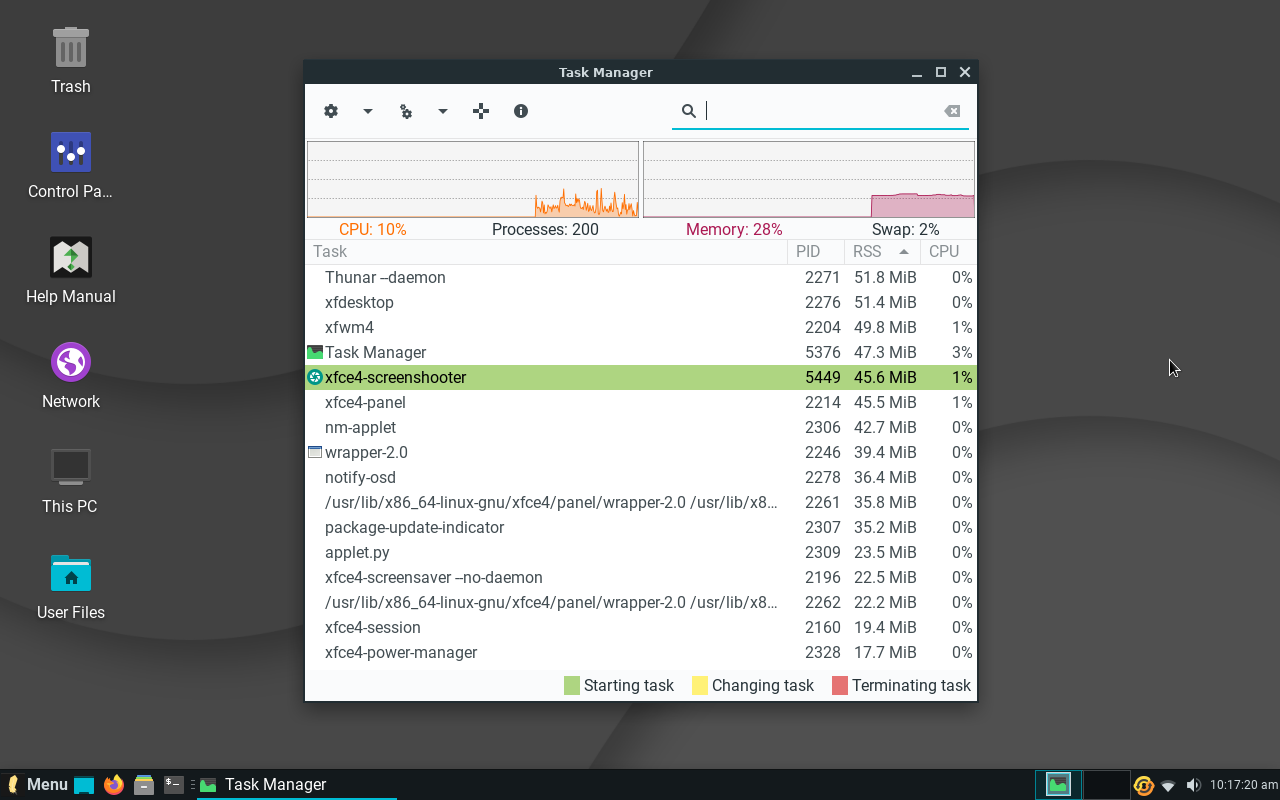 Trash
Control Pa...
Help Manual
Network
This PC
User Files
Task Manager
CPU: 10% Processes: 200 Memory: 28% Swap: 2%
Task PID RSS CPU
Thunar --daemon 2271 51.8 MiB 0%
xfdesktop 2276 51.4 MiB 0%
xfwm4 2204 49.8 MiB 1%
Task Manager 5376 47.3 MiB 3%
xfce4-screenshooter 5449 45.6 MiB 1%
xfce4-panel 2214 45.5 MiB 1%
nm-applet 2306 42.7 MiB 0%
wrapper-2.0 2246 39.4 MiB 0%
notify-osd 2278 36.4 MiB 0%
/usr/lib/x86_64-linux-gnu/xfce4/panel/wrapper-2.0 /usr/lib/x8... 2261 35.8 MiB 0%
package-update-indicator 2307 35.2 MiB 0%
applet.py 2309 23.5 MiB 0%
xfce4-screensaver --no-daemon 2196 22.5 MiB 0%
/usr/lib/x86_64-linux-gnu/xfce4/panel/wrapper-2.0 /usr/lib/x8... 2262 22.2 MiB 0%
xfce4-session 2160 19.4 MiB 0%
xfce4-power-manager 2328 17.7 MiB 0%
Starting task Changing task Terminating task
Menu Task Manager 10:17:20 am